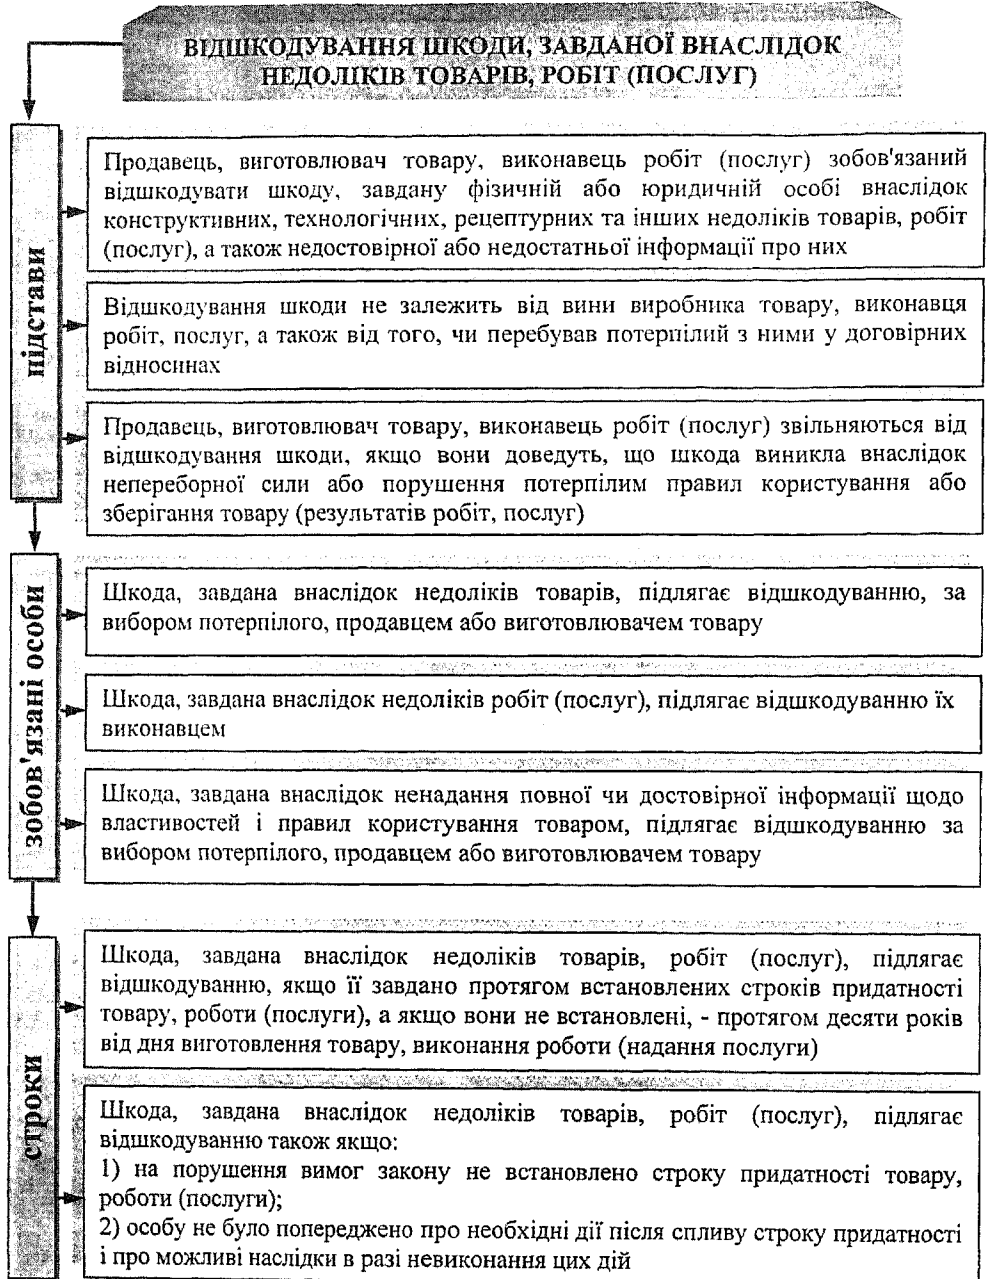 ВІДШКОДУВАННЯ ШКОДИ, ЗАВДАНОЇ ВНАСЛІДОК
НЕДОЛІКІВ ТОВАРІВ, РОБІТ (ПОСЛУГ)
підстави
Продавець, виготовлювач товару, виконавець робіт (послуг) зобов'язаний
відшкодувати шкоду, завдану фізичній або юридичній особі внаслідок
конструктивних, технологічних, рецептурних та інших недоліків товарів, робіт
(послуг), а також недостовірної або недостатньої інформації про них
Відшкодування шкоди не залежить від вини виробника товару, виконавця
робіт, послуг, а також від того, чи перебував потерпілий з ними у договірних
відносинах
Продавець, виготовлювач товару, виконавець робіт (послуг) звільняються від
відшкодування шкоди, якщо вони доведуть, що шкода виникла внаслідок
непереборної сили або порушення потерпілим правил користування або
зберігання товару (результатів робіт, послуг)
зобов'язані особи
Шкода, завдана внаслідок недоліків товарів, підлягає відшкодуванню, за
вибором потерпілого, продавцем або виготовлювачем товару
Шкода, завдана внаслідок недоліків робіт (послуг), підлягає відшкодуванню їх
виконавцем
Шкода, завдана внаслідок ненадання повної чи достовірної інформації щодо
властивостей і правил користування товаром, підлягає відшкодуванню за
вибором потерпілого, продавцем або виготовлювачем товару
строки
Шкода, завдана внаслідок недоліків товарів, робіт (послуг), підлягає
відшкодуванню, якщо її завдано протягом встановлених строків придатності
товару, роботи (послуги), а якщо вони не встановлені, - протягом десяти років
від дня виготовлення товару, виконання роботи (надання послуги)
Шкода, завдана внаслідок недоліків товарів, робіт (послуг), підлягає
відшкодуванню також якщо:
1) на порушення вимог закону не встановлено строку придатності товару,
роботи (послуги);
2) особу не було попереджено про необхідні дії після спливу строку придатності
і про можливі наслідки в разі невиконання цих дій